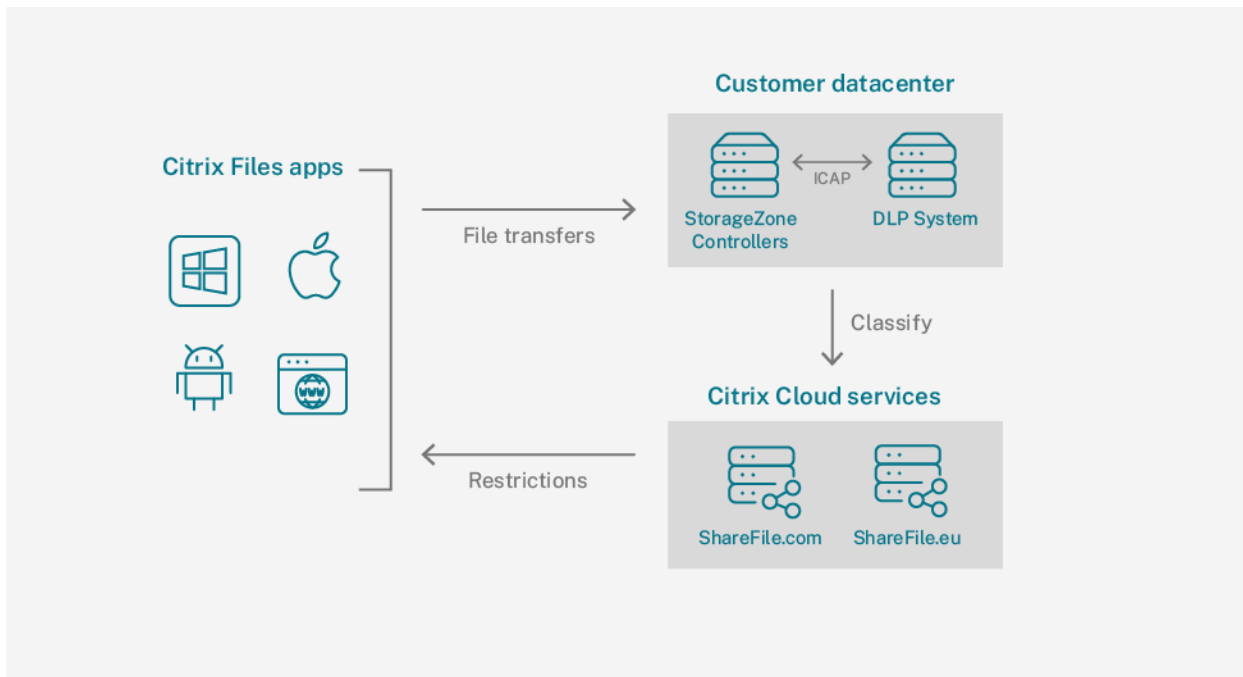 Customer datacenter
Citrix Files apps
ICAP
StorageZone
Controllers
DLP System
File transfers
Classify
Citrix Cloud services
WWW
Restrictions
ShareFile.com
ShareFile.eu